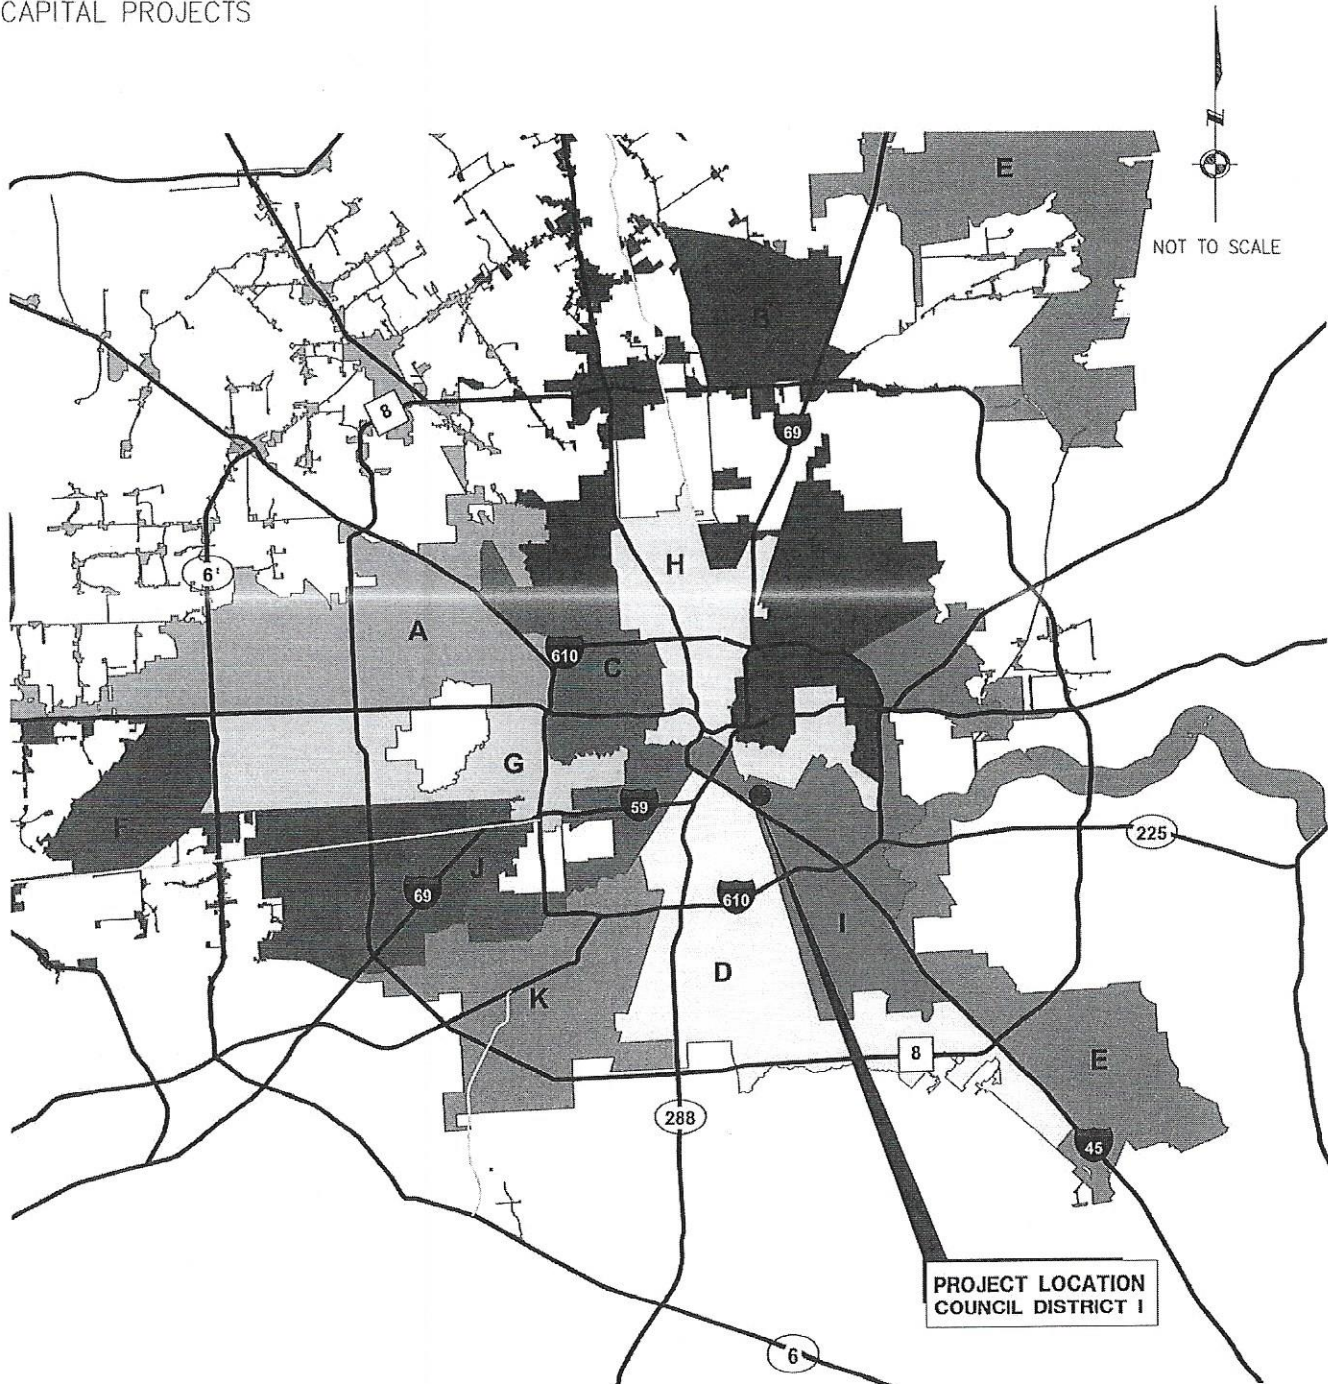 CAPITAL PROJECTS
N
E
NOT TO SCALE
B
8
69
6
H
A
610
C
G
59
F
225
J
69
610
I
D
K
8
E
288
45
PROJECT LOCATION
COUNCIL DISTRICT I
6